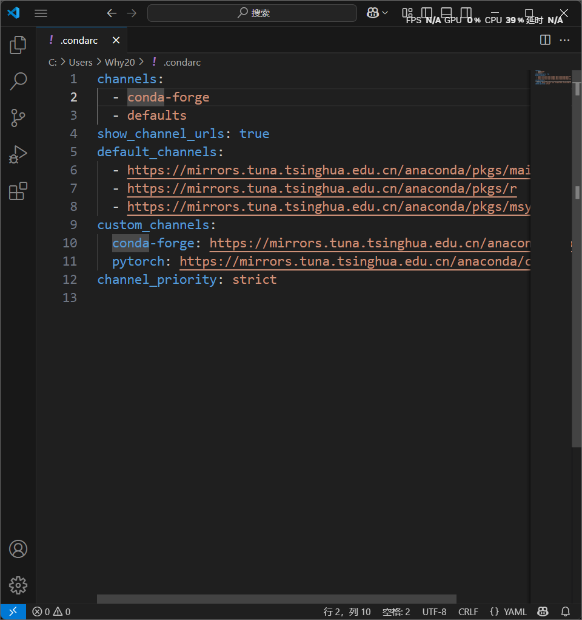 搜索
FPS N/A GPU 0% CPU 39% 延时 N/A
! .condarc ×
C: > Users > Why20 > ! .condarc
1 channels:
2   - conda-forge
3   - defaults
4 show_channel_urls: true
5 default_channels:
6   - https://mirrors.tuna.tsinghua.edu.cn/anaconda/pkgs/mai
7   - https://mirrors.tuna.tsinghua.edu.cn/anaconda/pkgs/r
8   - https://mirrors.tuna.tsinghua.edu.cn/anaconda/pkgs/msy
9 custom_channels:
10   conda-forge: https://mirrors.tuna.tsinghua.edu.cn/anacon
11   pytorch: https://mirrors.tuna.tsinghua.edu.cn/anaconda/c
12 channel_priority: strict
13
0 0 行 2，列 10 空格: 2 UTF-8 CRLF {} YAML